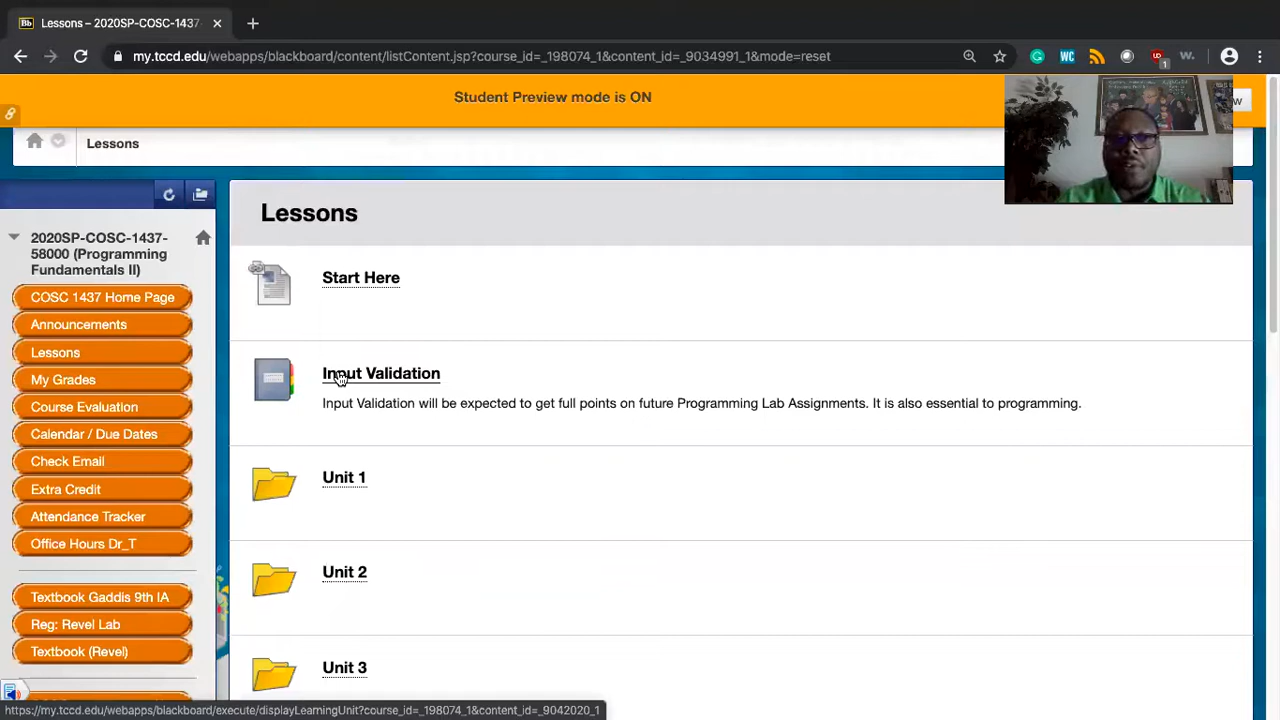 Bb Lessons – 2020SP-COSC-1437-
my.tccd.edu/webapps/blackboard/content/listContent.jsp?course_id=_198074_1&content_id=_9034991_1&mode=reset
WC
1
Student Preview mode is ON
Lessons
2020SP-COSC-1437-
58000 (Programming
Fundamentals II)
COSC 1437 Home Page
Announcements
Lessons
My Grades
Course Evaluation
Calendar / Due Dates
Check Email
Extra Credit
Attendance Tracker
Office Hours Dr_T
Textbook Gaddis 9th IA
Reg: Revel Lab
Textbook (Revel)
Lessons
Start Here
Input Validation
Input Validation will be expected to get full points on future Programming Lab Assignments. It is also essential to programming.
Unit 1
Unit 2
Unit 3
https://my.tccd.edu/webapps/blackboard/execute/displayLearningUnit?course_id=_198074_1&content_id=_9042020_1